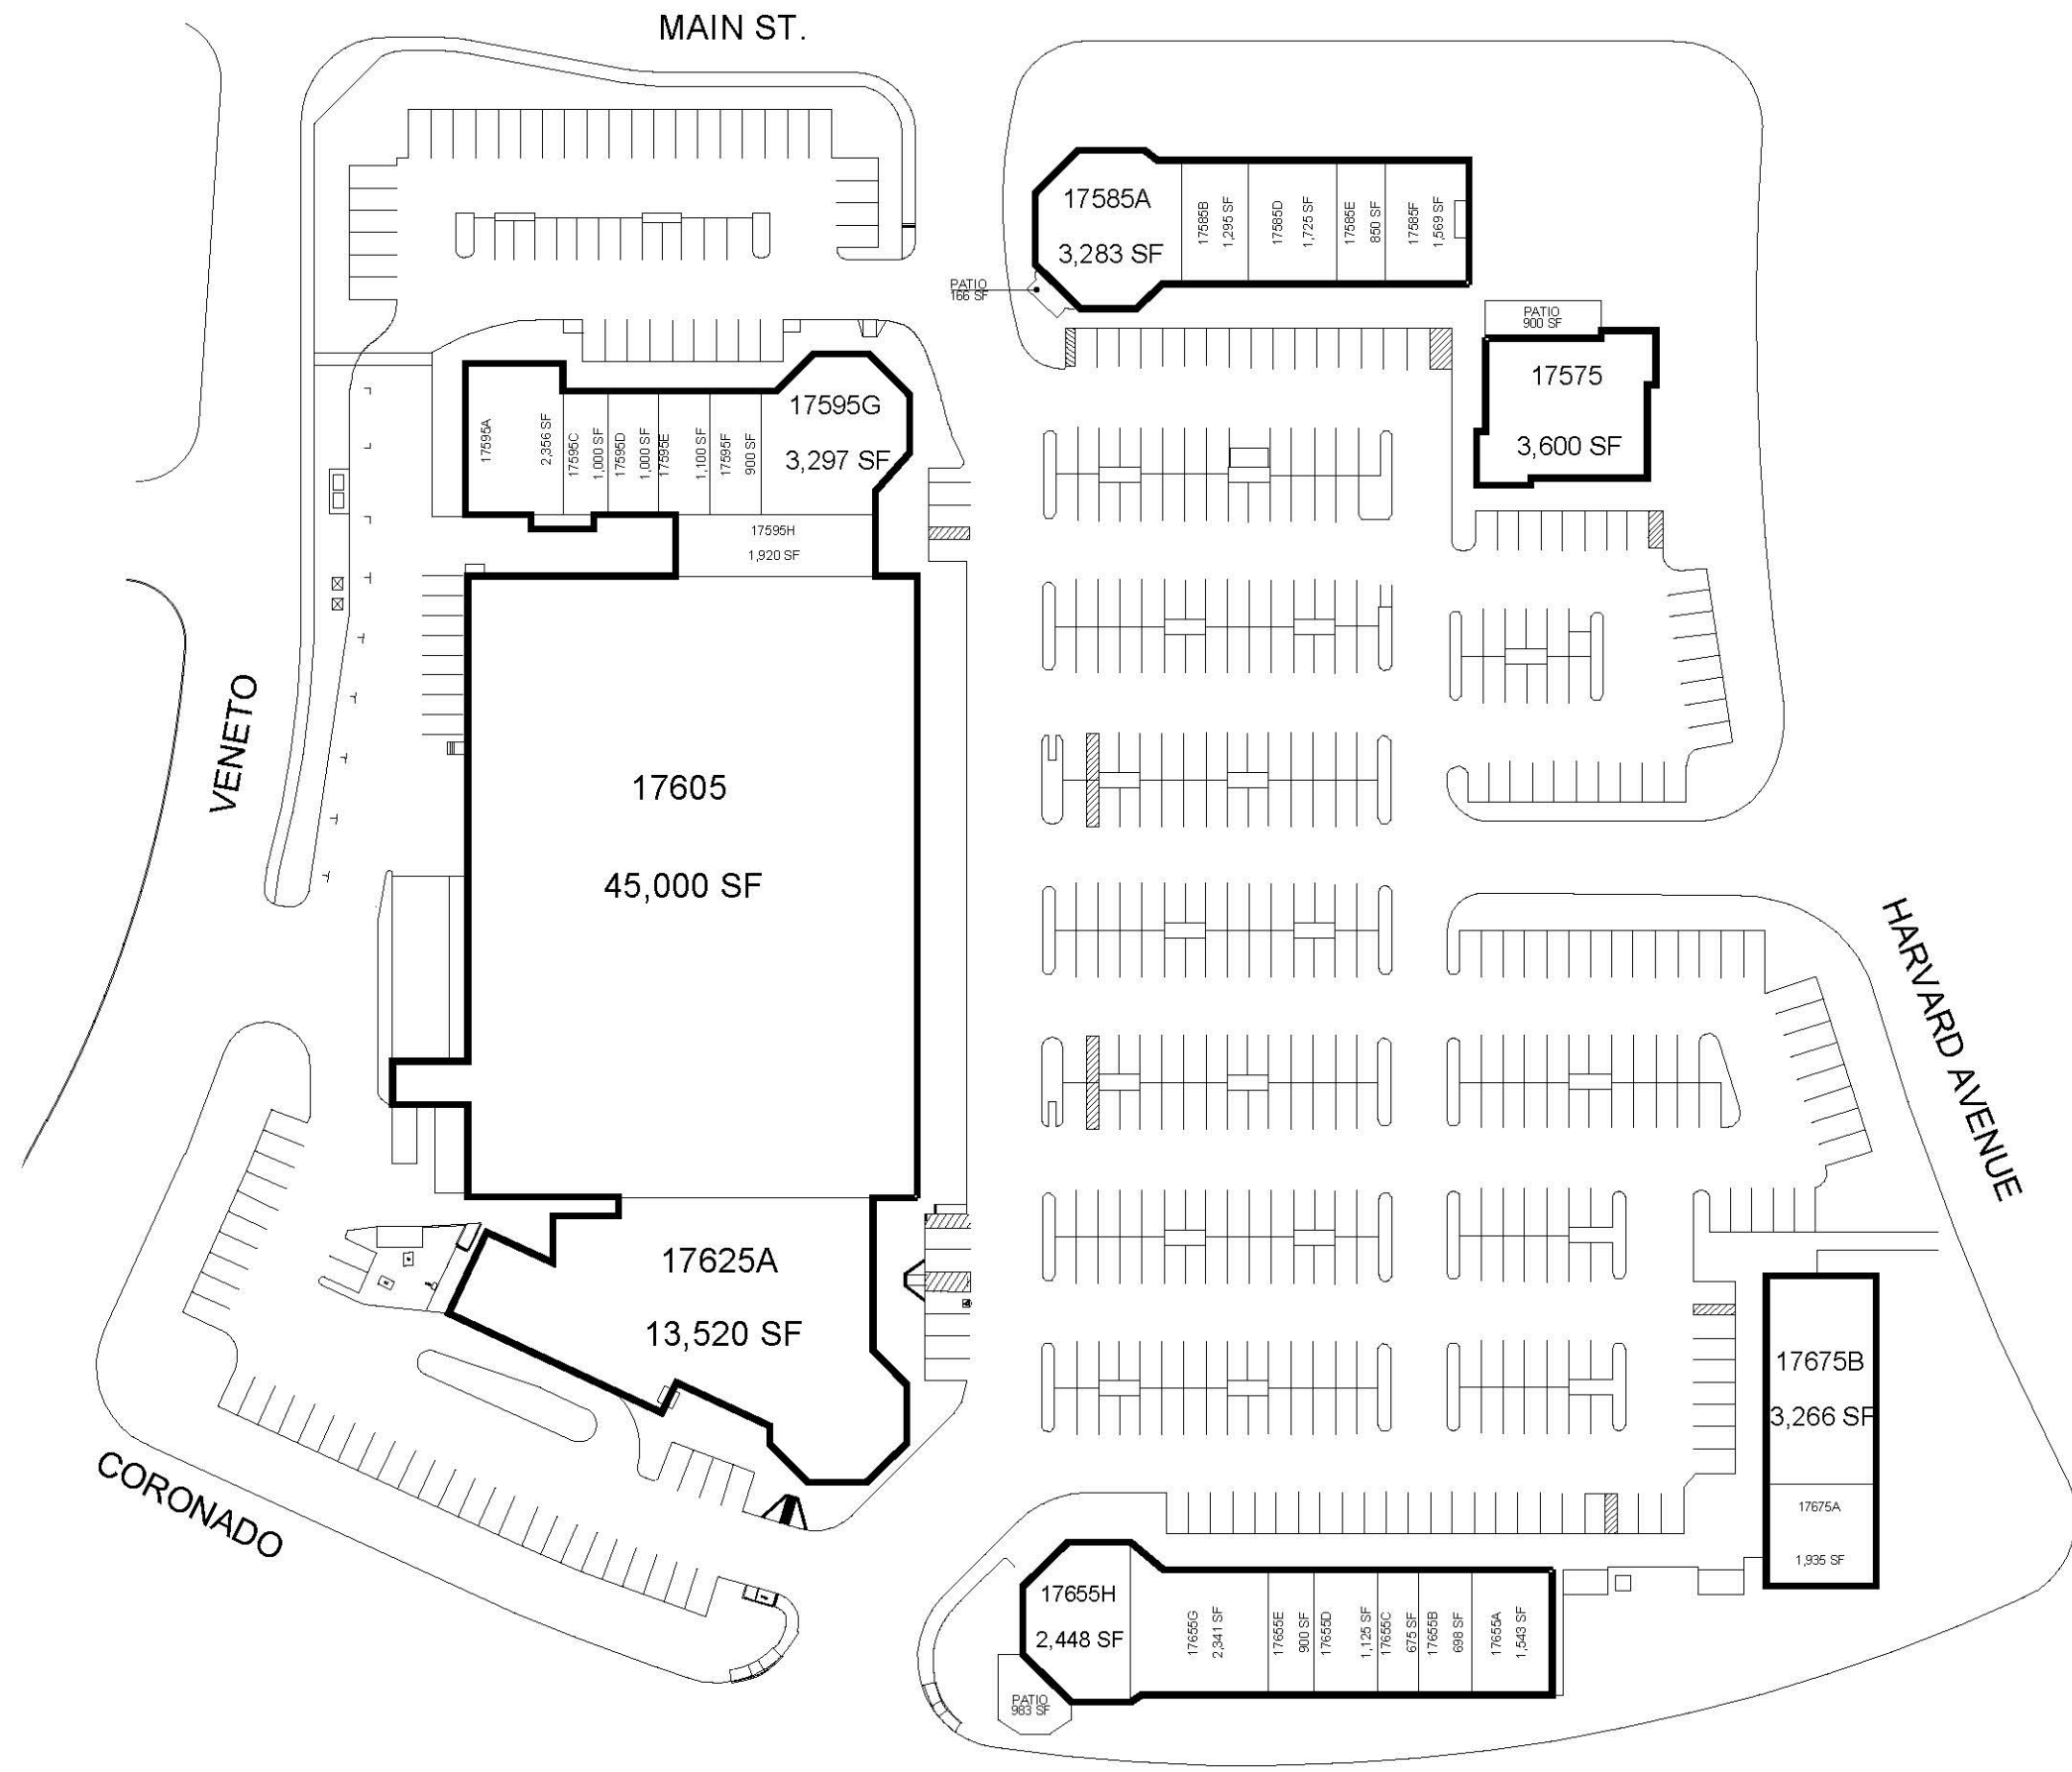 MAIN ST.
17585A
3,283 SF
17585B
1,295 SF
17585D
1,725 SF
17585E
850 SF
17585F
1,569 SF
PATIO
166 SF
PATIO
900 SF
17575
3,600 SF
17595A
2,356 SF
17595C
1,000 SF
17595D
1,000 SF
17595E
1,100 SF
17595F
900 SF
17595G
3,297 SF
17595H
1,920 SF
VENETO
17605
45,000 SF
HARVARD AVENUE
17625A
13,520 SF
CORONADO
17675B
3,266 SF
17675A
1,935 SF
17655H
2,448 SF
17655G
2,341 SF
17655E
900 SF
17655D
1,125 SF
17655C
675 SF
17655B
698 SF
17655A
1,543 SF
PATIO
983 SF